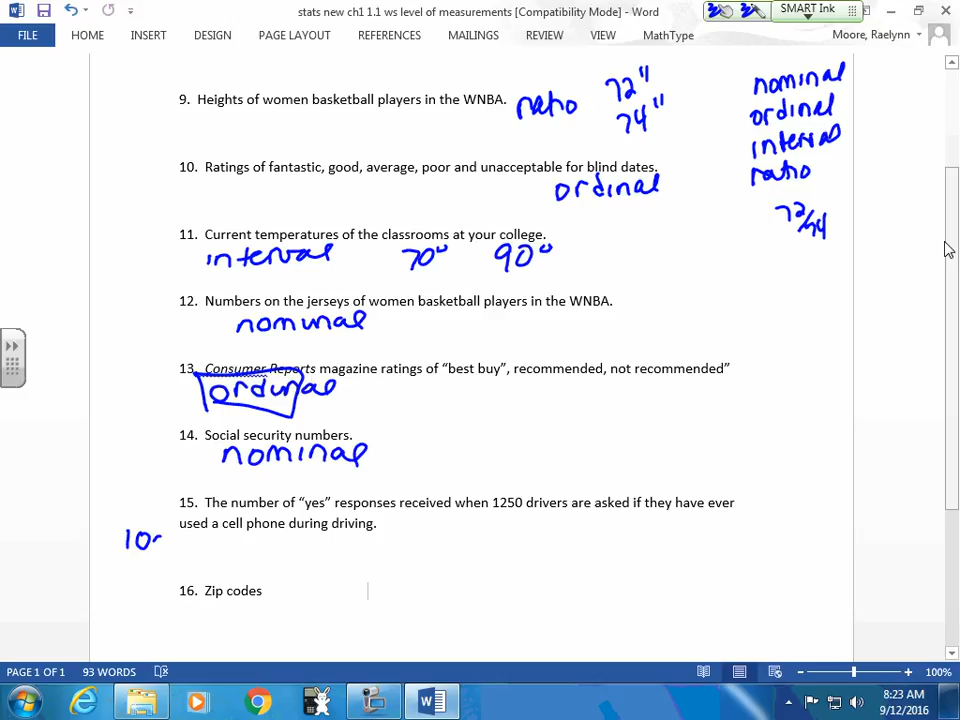 stats new ch1 1.1 ws level of measurements [Compatibility Mode] - Word
SMART Ink
FILE HOME INSERT DESIGN PAGE LAYOUT REFERENCES MAILINGS REVIEW VIEW MathType Moore, Raelynn
9. Heights of women basketball players in the WNBA. ratio 72"
74"
nominal
ordinal
interval
ratio
72/74
10. Ratings of fantastic, good, average, poor and unacceptable for blind dates.
ordinal
11. Current temperatures of the classrooms at your college.
interval 70° 90°
12. Numbers on the jerseys of women basketball players in the WNBA.
nominal
13. Consumer Reports magazine ratings of “best buy”, recommended, not recommended”
ordinal
14. Social security numbers.
nominal
15. The number of “yes” responses received when 1250 drivers are asked if they have ever
used a cell phone during driving.
16. Zip codes
PAGE 1 OF 1 93 WORDS 100%
8:23 AM
9/12/2016